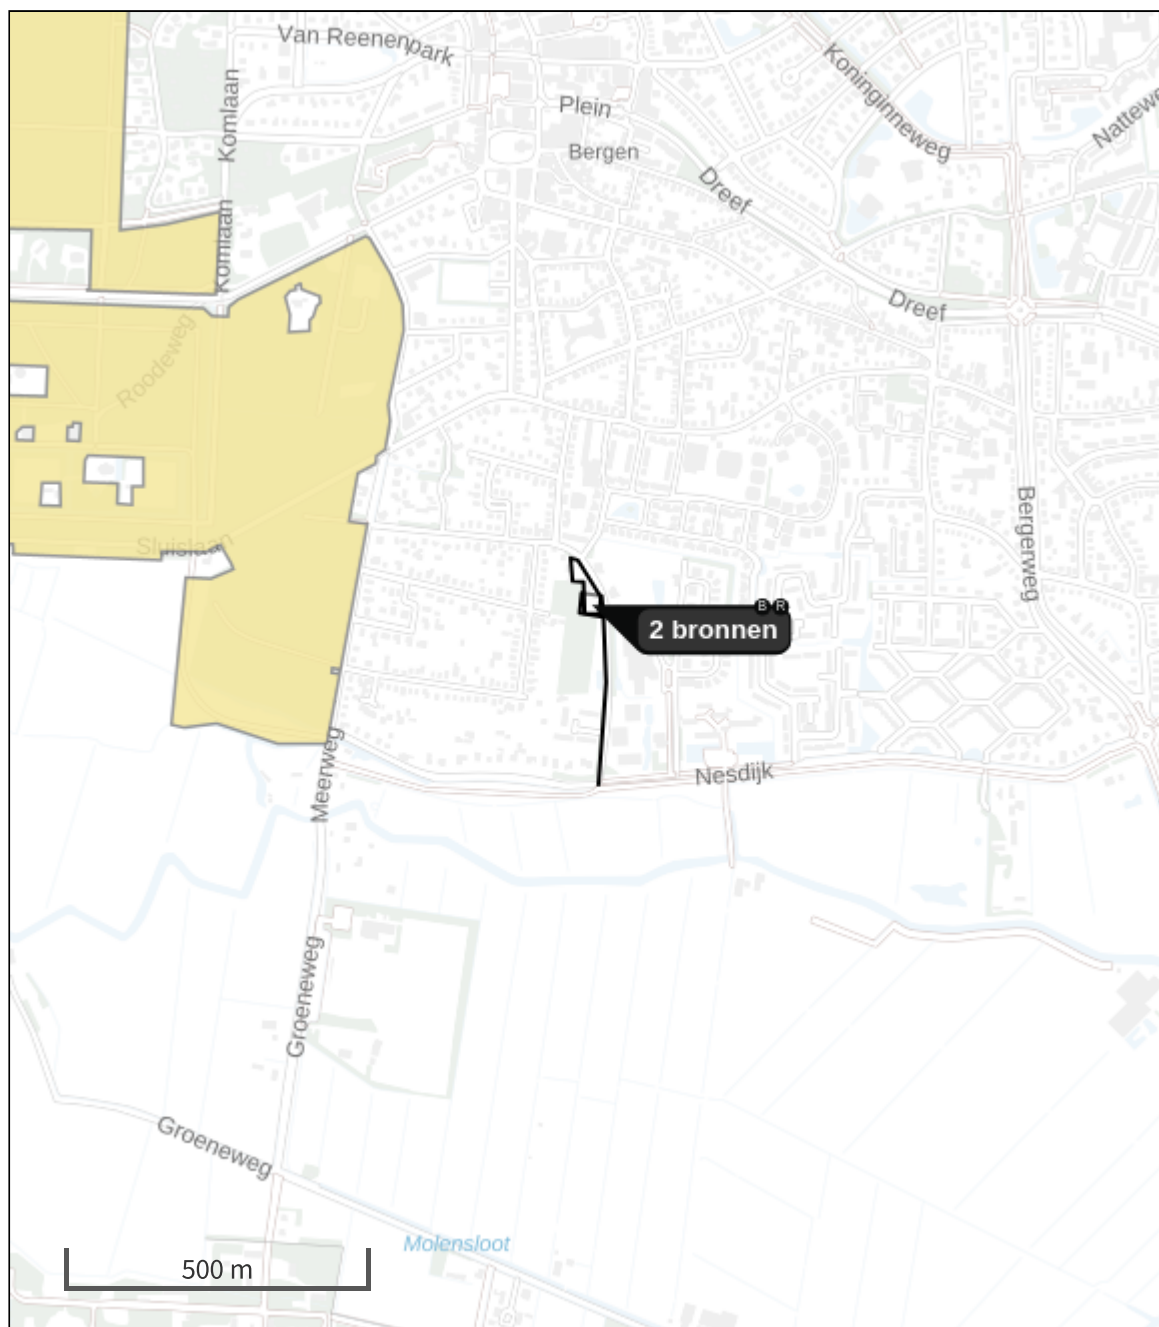 Van Reenenpark
Komlaan
Plein
Bergen
Koninginneweg
Dreef
Komlaan
Dreef
Roodeweg
Bergerweg
Sluislaan
B R
2 bronnen
Meerweg
Nesdijk
Groeneweg
Groeneweg
Molensloot
500 m